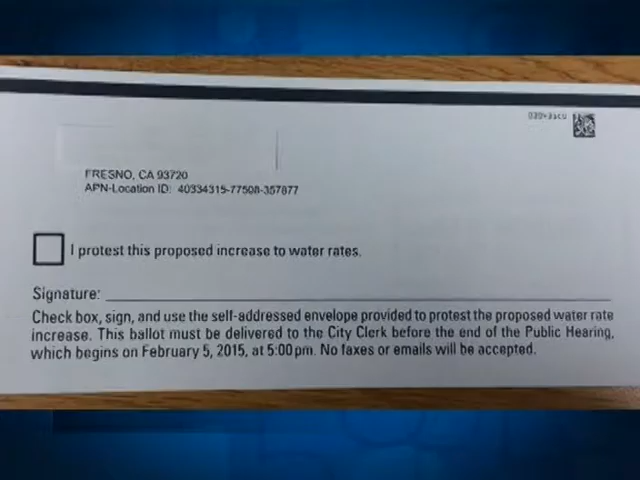 FRESNO, CA 93720
APN-Location ID: 40334315-77508-357877
I protest this proposed increase to water rates.
Signature:
Check box, sign, and use the self-addressed envelope provided to protest the proposed water rate
increase. This ballot must be delivered to the City Clerk before the end of the Public Hearing,
which begins on February 5, 2015, at 5:00 pm. No faxes or emails will be accepted.